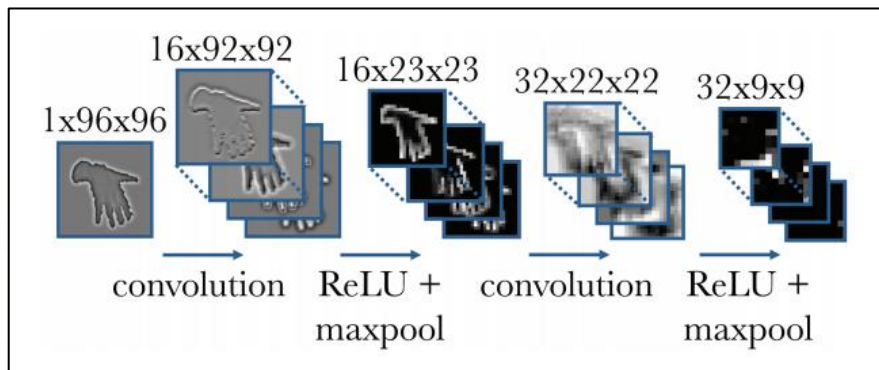 1x96x96
16x92x92
16x23x23
32x22x22
32x9x9
convolution
ReLU +
maxpool
convolution
ReLU +
maxpool